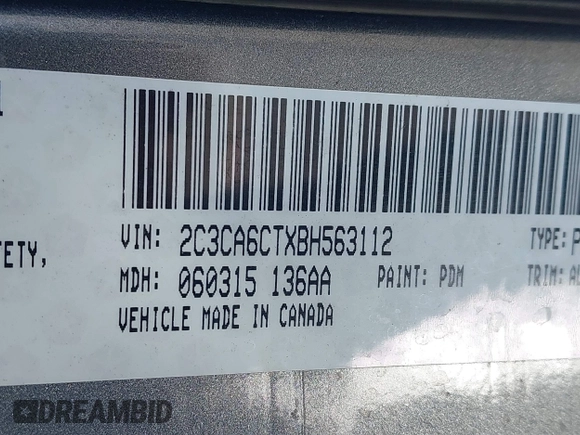 VIN: 2C3CA6CTXBH563112 TYPE: P
ETY,
MDH: 060315 136AA PAINT: PDM TRIM: A
VEHICLE MADE IN CANADA
DREAMBID